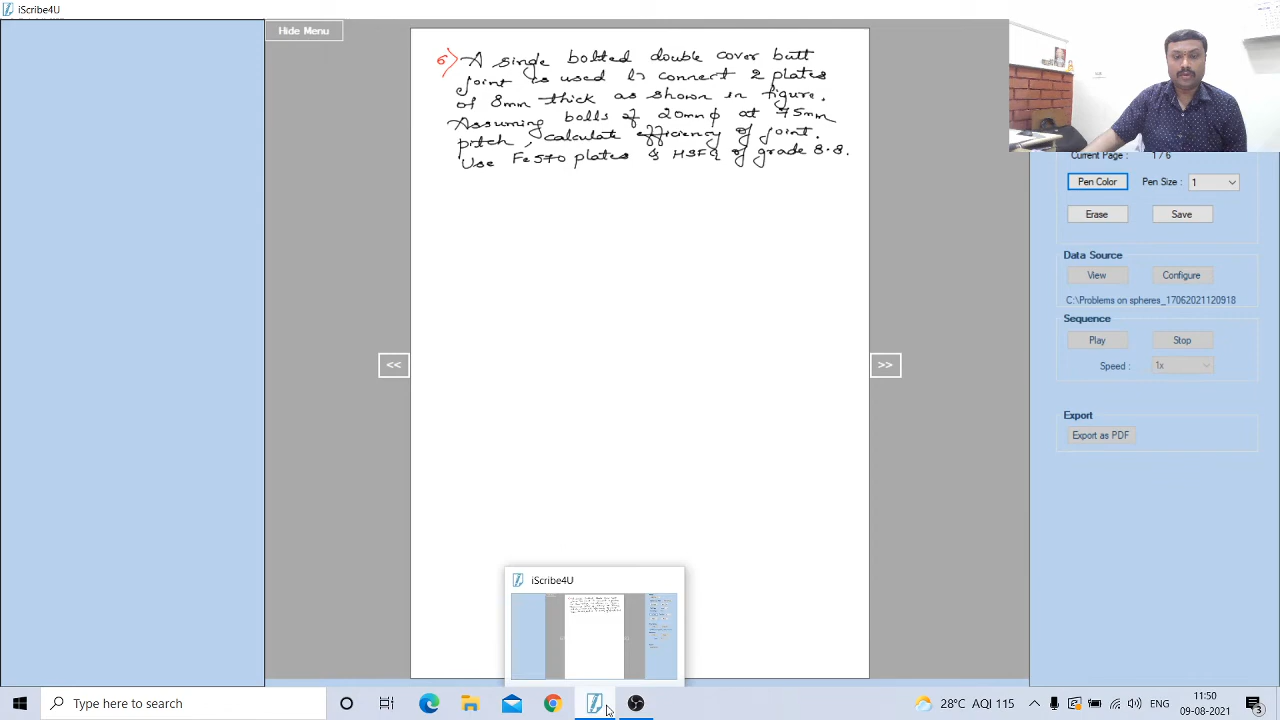 iScribe4U
Hide Menu
6) A single bolted double cover butt
joint is used to connect 2 plates
of 8mm thick as shown in figure.
Assuming bolts of 20mm φ at 75mm
pitch, calculate efficiency of joint.
Use Fe570 plates & HSFG of grade 8.8.
Current Page : 1 / 6
Pen Color Pen Size : 1
Erase Save
Data Source
View Configure
C:\Problems on spheres_17062021120918
Sequence
Play Stop
Speed : 1x
Export
Export as PDF
<< >>
iScribe4U
Type here to search
28°C AQI 115
11:50
09-08-2021
3